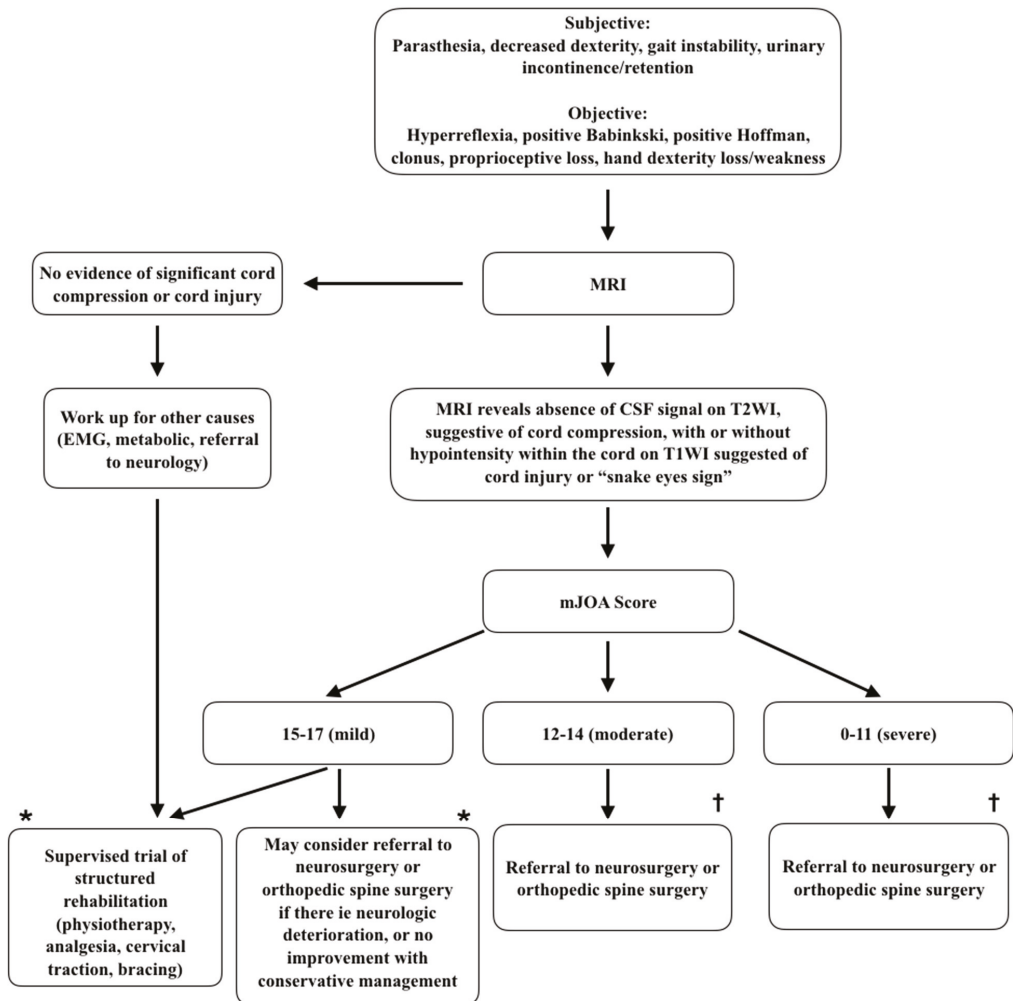 Subjective:
Parasthesia, decreased dexterity, gait instability, urinary
incontinence/retention
Objective:
Hyperreflexia, positive Babinkski, positive Hoffman,
clonus, proprioceptive loss, hand dexterity loss/weakness
No evidence of significant cord
compression or cord injury
MRI
Work up for other causes
(EMG, metabolic, referral
to neurology)
MRI reveals absence of CSF signal on T2WI,
suggestive of cord compression, with or without
hypointensity within the cord on T1WI suggested of
cord injury or “snake eyes sign”
mJOA Score
15-17 (mild)
12-14 (moderate)
0-11 (severe)
*
Supervised trial of
structured
rehabilitation
(physiotherapy,
analgesia, cervical
traction, bracing)
*
May consider referral to
neurosurgery or
orthopedic spine surgery
if there ie neurologic
deterioration, or no
improvement with
conservative management
†
Referral to neurosurgery or
orthopedic spine surgery
†
Referral to neurosurgery or
orthopedic spine surgery